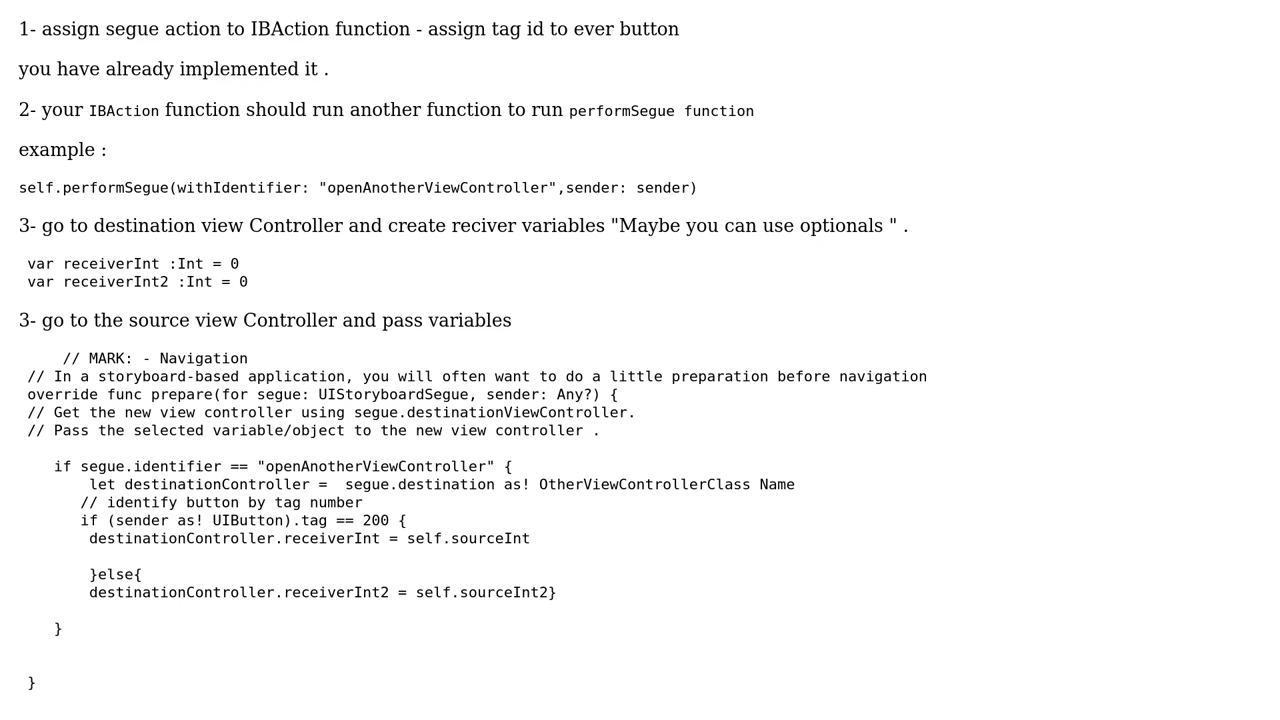 1- assign segue action to IBAction function - assign tag id to ever button
you have already implemented it .
2- your IBAction function should run another function to run performSegue function
example :
self.performSegue(withIdentifier: "openAnotherViewController",sender: sender)
3- go to destination view Controller and create reciver variables "Maybe you can use optionals " .
var receiverInt :Int = 0
var receiverInt2 :Int = 0
3- go to the source view Controller and pass variables
// MARK: - Navigation
// In a storyboard-based application, you will often want to do a little preparation before navigation
override func prepare(for segue: UIStoryboardSegue, sender: Any?) {
// Get the new view controller using segue.destinationViewController.
// Pass the selected variable/object to the new view controller .
if segue.identifier == "openAnotherViewController" {
let destinationController =  segue.destination as! OtherViewControllerClass Name
// identify button by tag number
if (sender as! UIButton).tag == 200 {
destinationController.receiverInt = self.sourceInt
}else{
destinationController.receiverInt2 = self.sourceInt2}
}
}